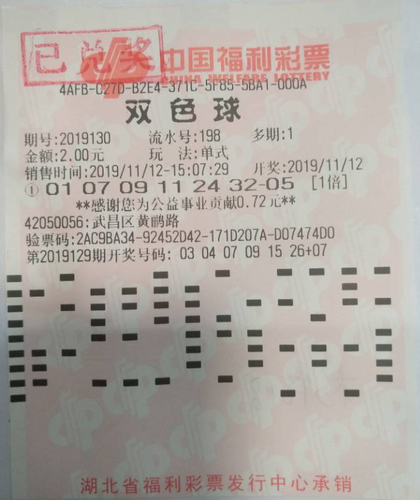 已兑奖
中国福利彩票
CHINA WELFARE LOTTERY
4AFB-C27D-B2E4-371C-5F85-5BA1-000A
双色球
期号:2019130 流水号:198 多期:1
金额:2.00元 玩 法:单式
销售时间:2019/11/12-15:07:29 开奖:2019/11/12
① 01 07 09 11 24 32-05 [1倍]
**感谢您为公益事业贡献0.72元**
42050056:武昌区黄鹏路
验票码:2AC9BA34-92452D42-171D207A-D07474D0
第2019129期开奖号码: 03 04 07 09 15 26+07
湖北省福利彩票发行中心承销